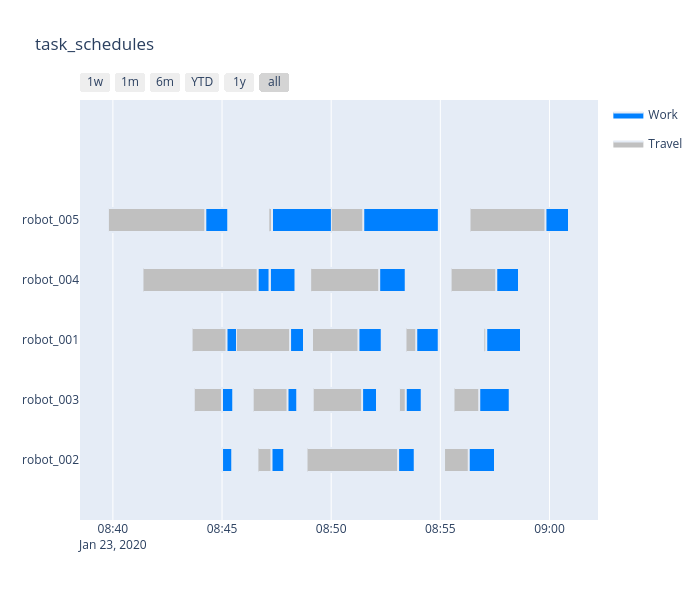 task_schedules
1w 1m 6m YTD 1y all
Work
Travel
robot_005
robot_004
robot_001
robot_003
robot_002
08:40 08:45 08:50 08:55 09:00
Jan 23, 2020